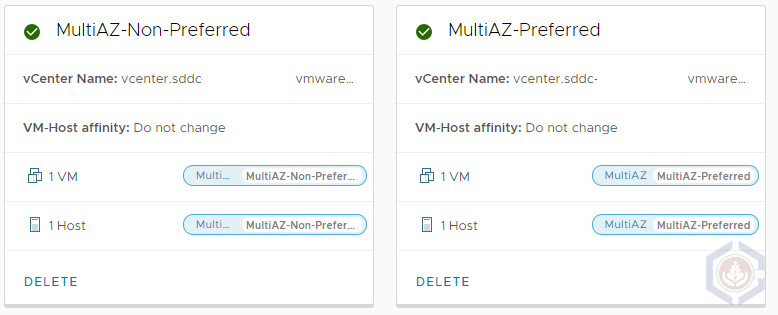 MultiAZ-Non-Preferred
vCenter Name: vcenter.sddc- vmware...
VM-Host affinity: Do not change
1 VM Multi... MultiAZ-Non-Prefer...
1 Host Multi... MultiAZ-Non-Prefer...
DELETE
MultiAZ-Preferred
vCenter Name: vcenter.sddc- vmware...
VM-Host affinity: Do not change
1 VM MultiAZ MultiAZ-Preferred
1 Host MultiAZ MultiAZ-Preferred
DELETE